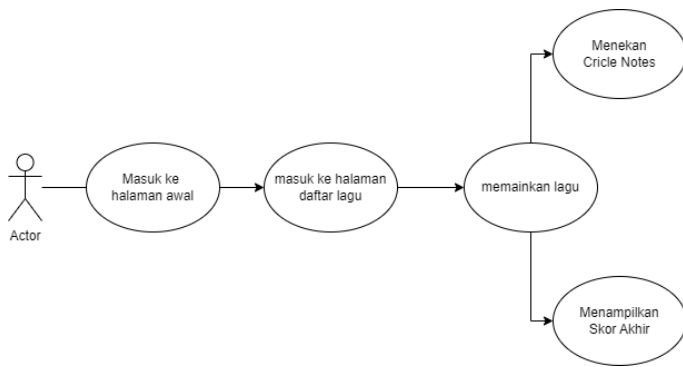 Menekan
Cricle Notes
Masuk ke
halaman awal
masuk ke halaman
daftar lagu
memainkan lagu
Actor
Menampilkan
Skor Akhir